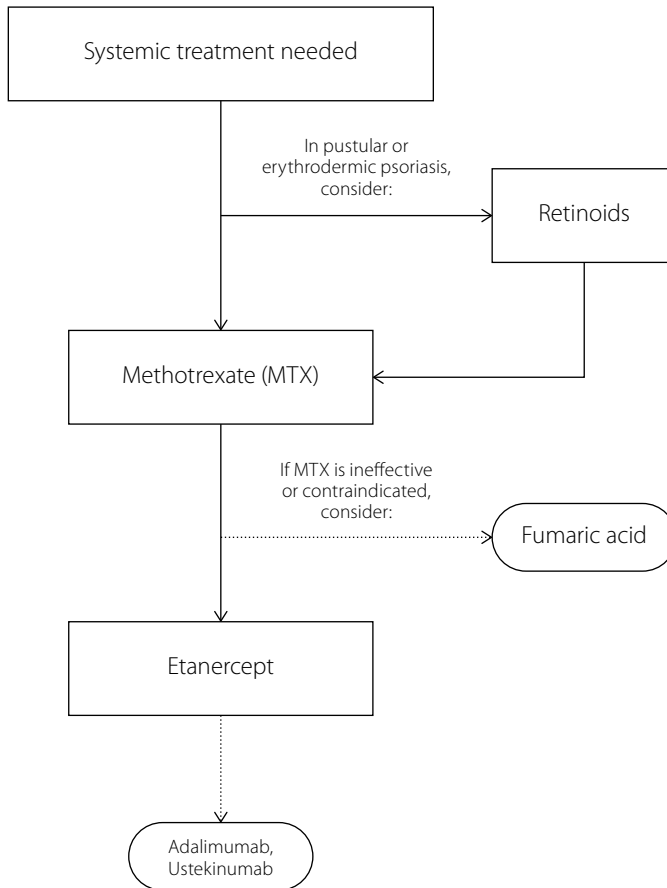 Systemic treatment needed
In pustular or
erythrodermic psoriasis,
consider:
Retinoids
Methotrexate (MTX)
If MTX is ineffective
or contraindicated,
consider:
Fumaric acid
Etanercept
Adalimumab,
Ustekinumab